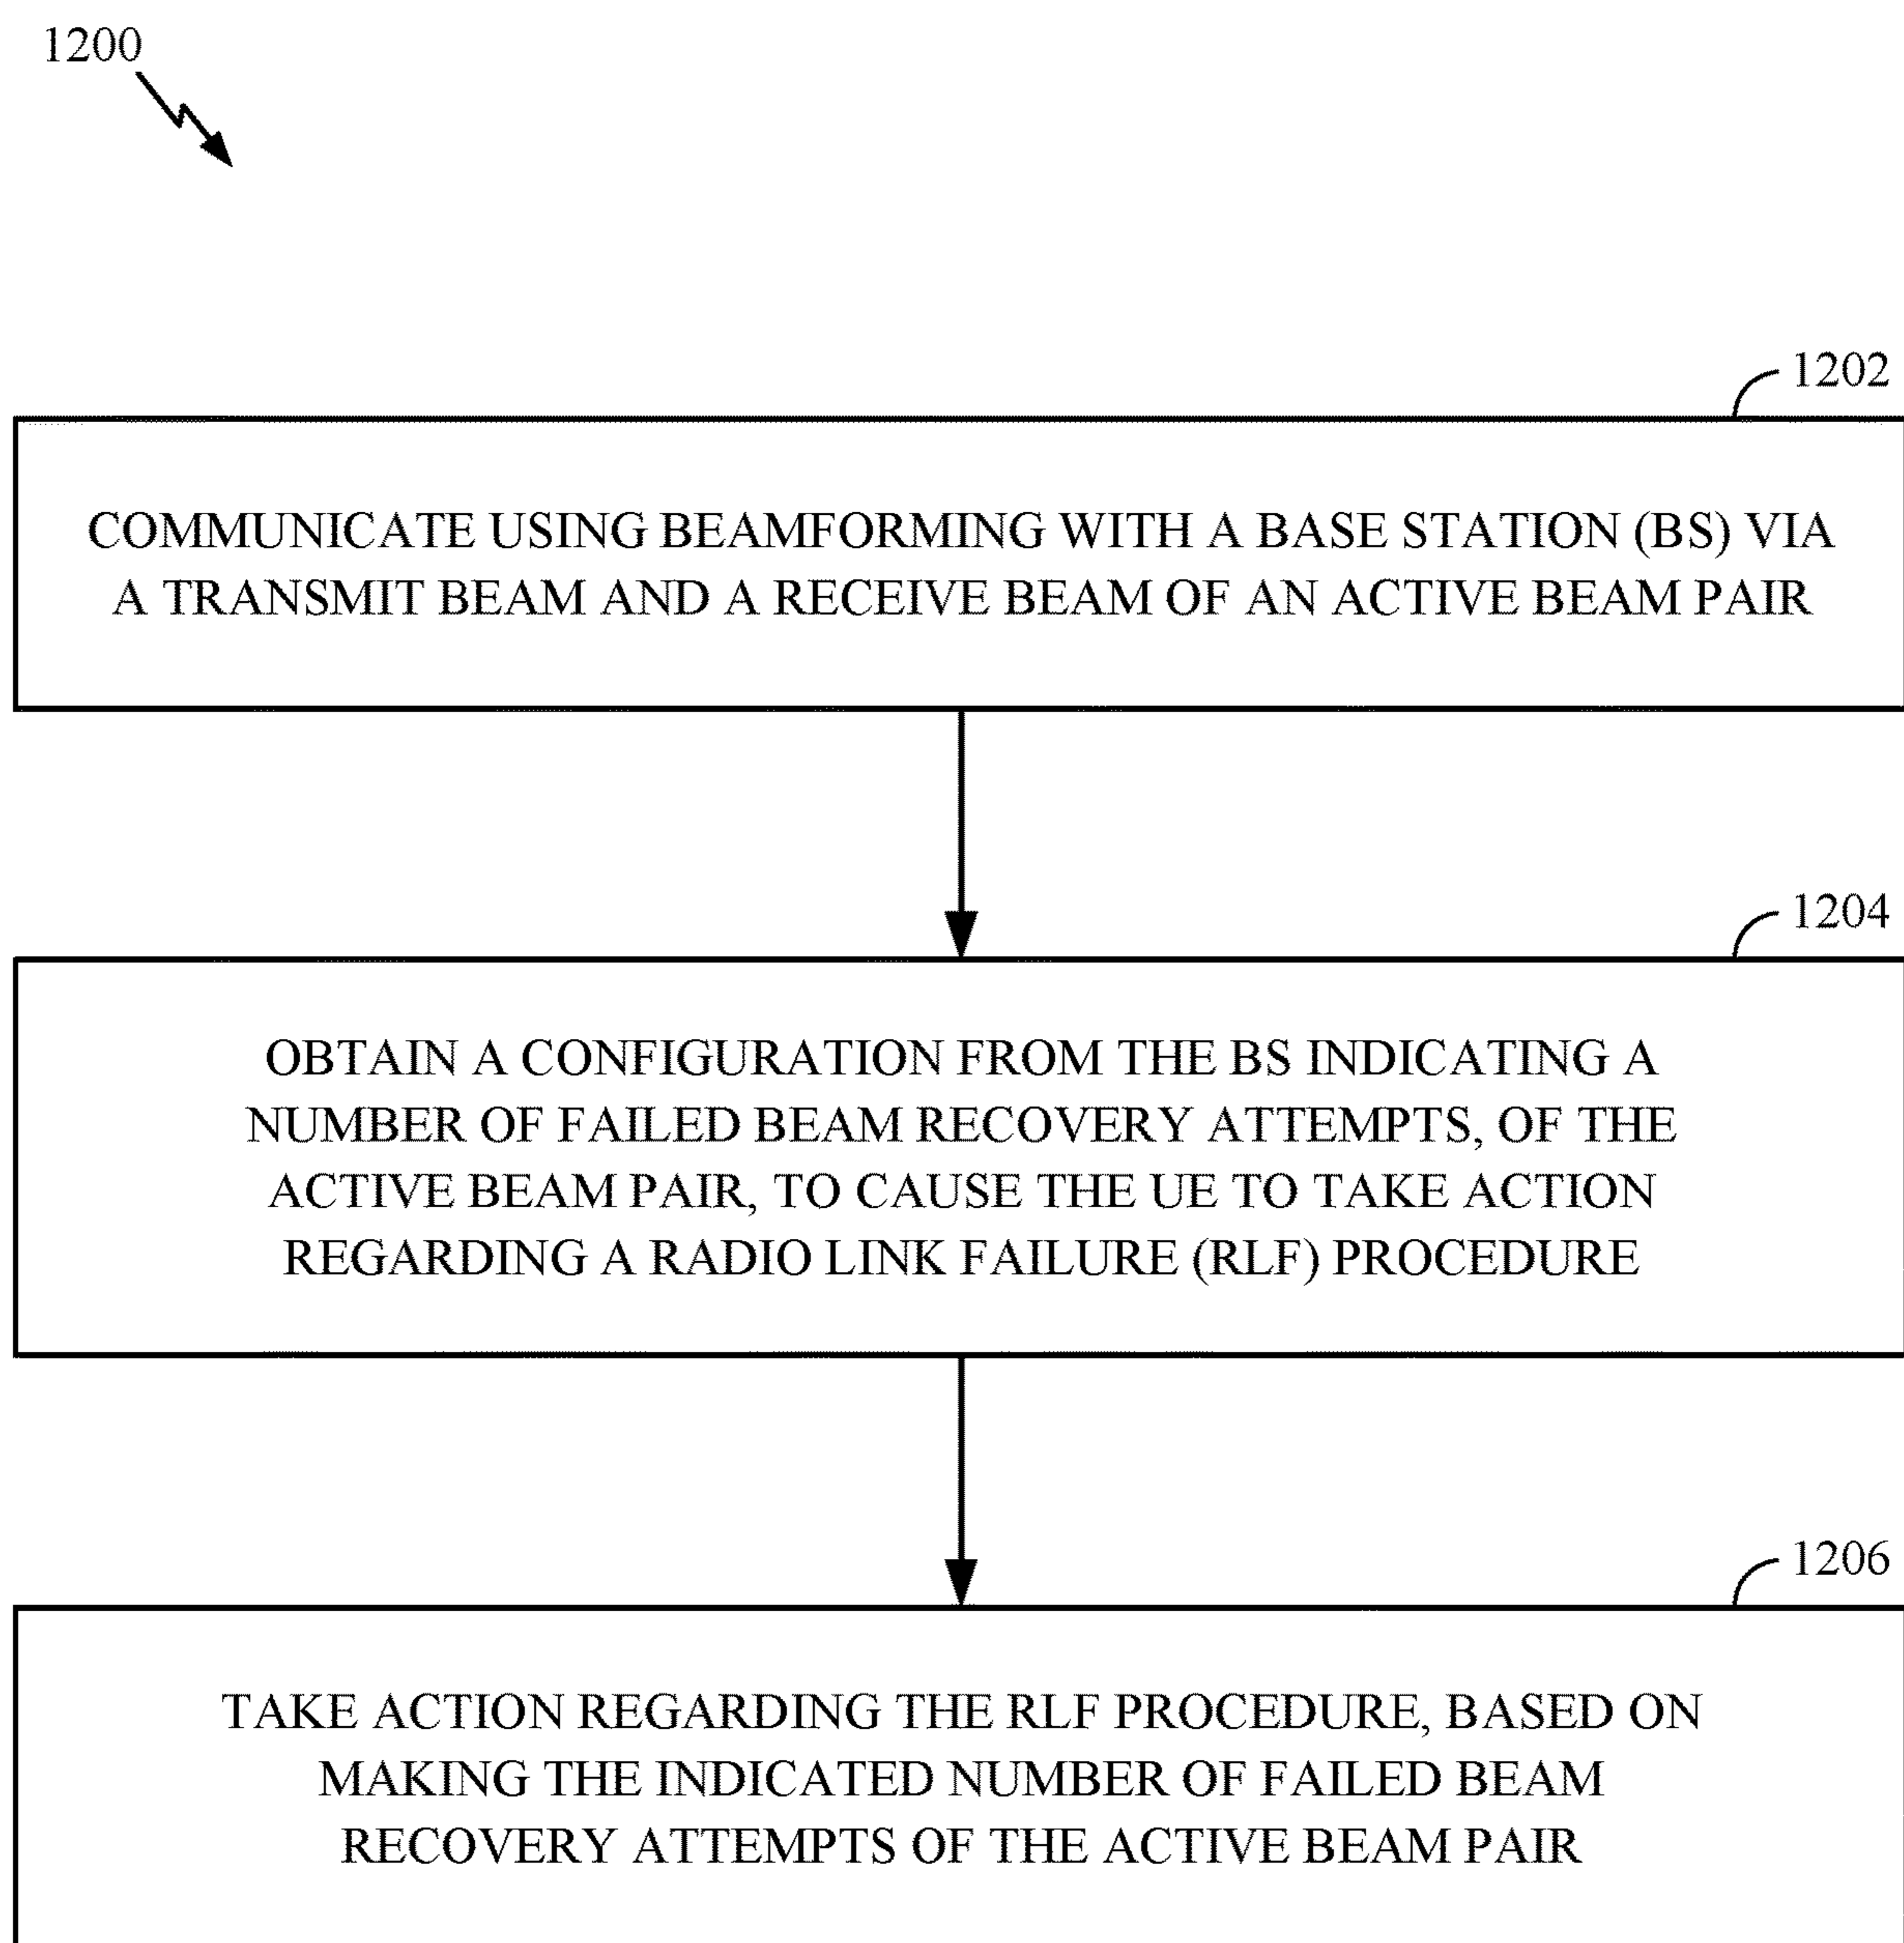 1200
1202
COMMUNICATE USING BEAMFORMING WITH A BASE STATION (BS) VIA
A TRANSMIT BEAM AND A RECEIVE BEAM OF AN ACTIVE BEAM PAIR
1204
OBTAIN A CONFIGURATION FROM THE BS INDICATING A
NUMBER OF FAILED BEAM RECOVERY ATTEMPTS, OF THE
ACTIVE BEAM PAIR, TO CAUSE THE UE TO TAKE ACTION
REGARDING A RADIO LINK FAILURE (RLF) PROCEDURE
1206
TAKE ACTION REGARDING THE RLF PROCEDURE, BASED ON
MAKING THE INDICATED NUMBER OF FAILED BEAM
RECOVERY ATTEMPTS OF THE ACTIVE BEAM PAIR